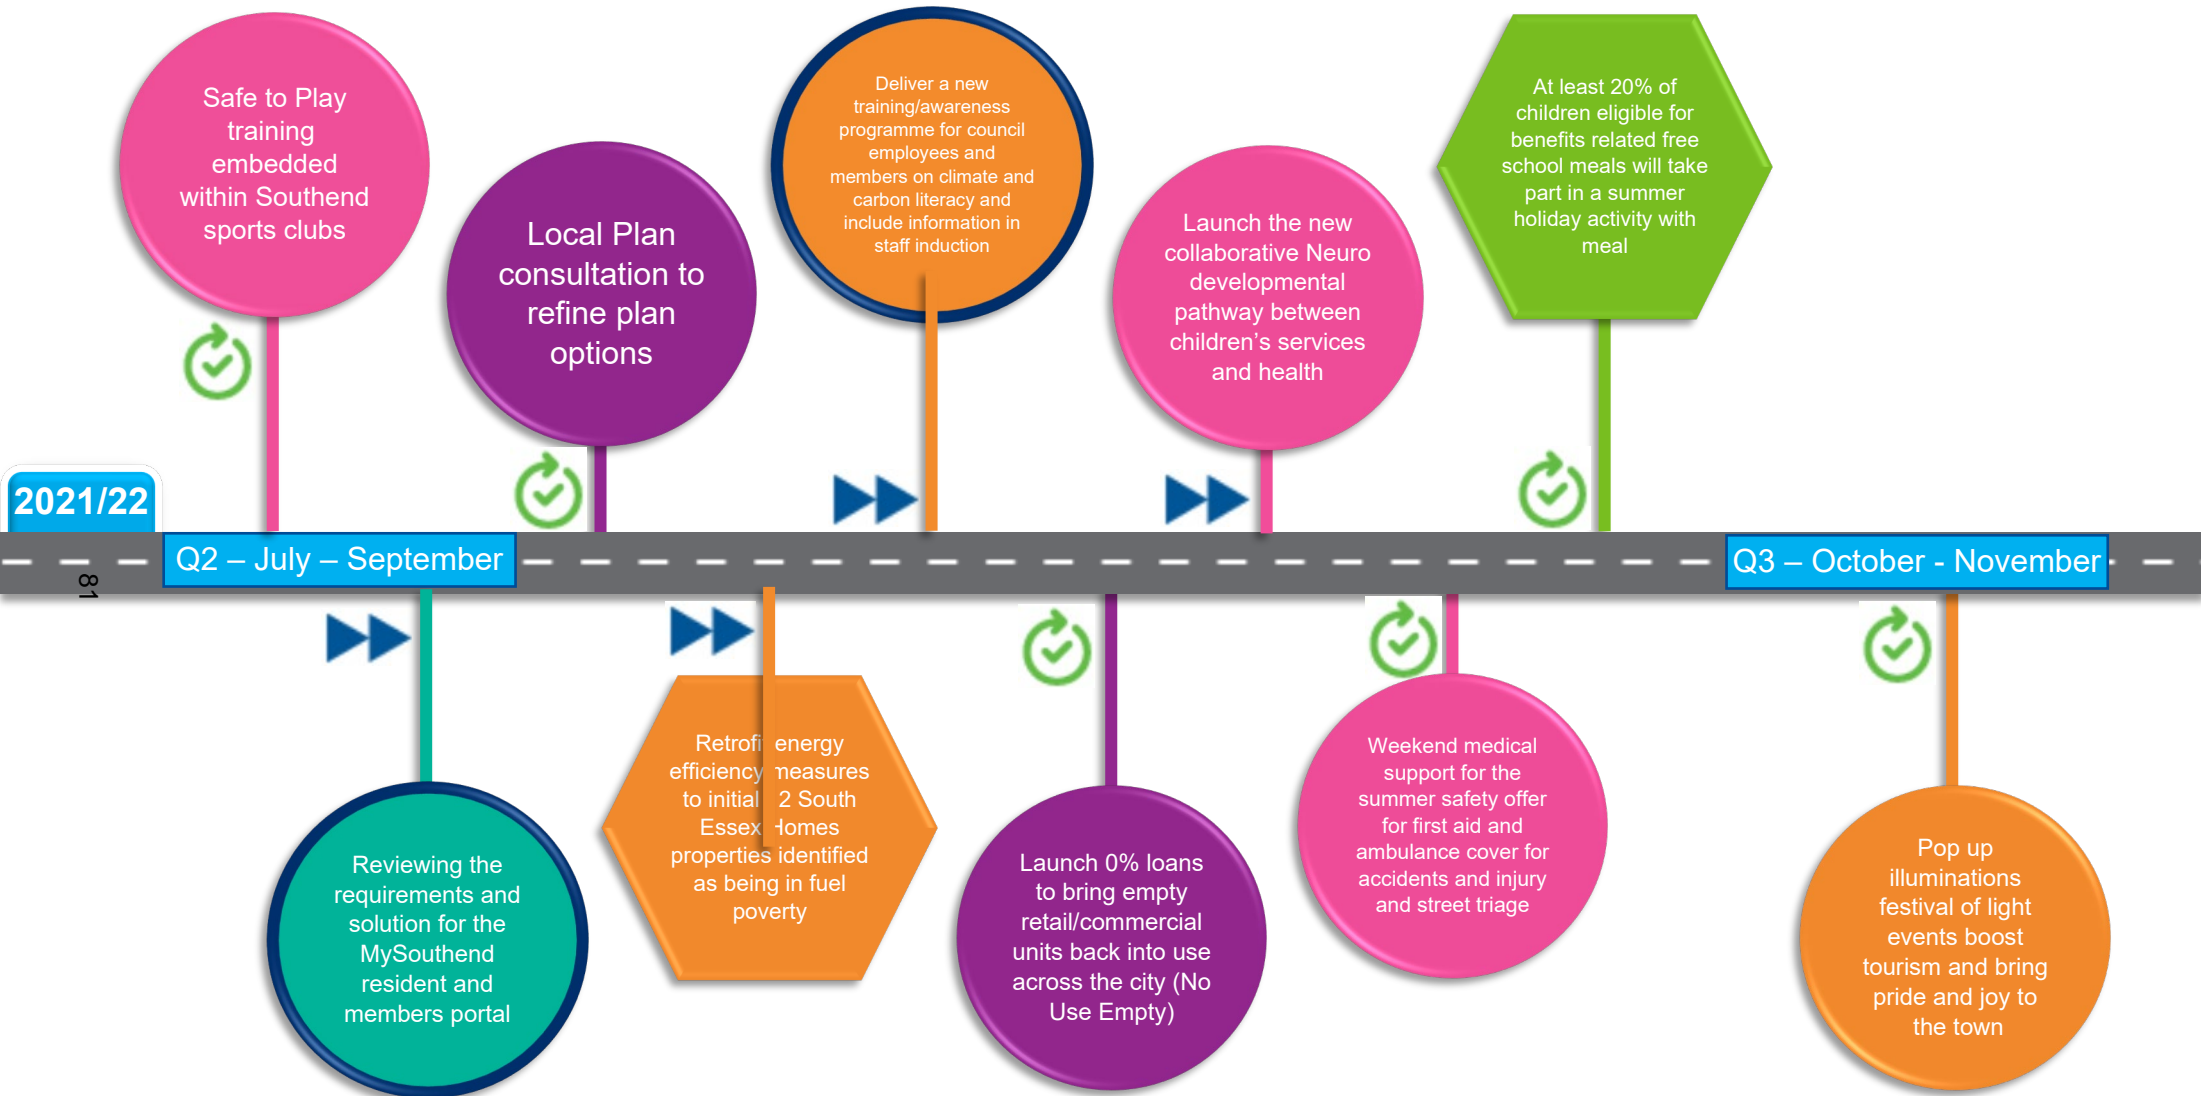 Safe to Play
training
embedded
within Southend
sports clubs
Local Plan
consultation to
refine plan
options
Deliver a new
training/awareness
programme for council
employees and
members on climate and
carbon literacy and
include information in
staff induction
Launch the new
collaborative Neuro
developmental
pathway between
children's services
and health
At least 20% of
children eligible for
benefits related free
school meals will take
part in a summer
holiday activity with
meal
2021/22
Q2 – July – September
Q3 – October - November
81
Reviewing the
requirements and
solution for the
MySouthend
resident and
members portal
Retrofit energy
efficiency measures
to initial 2 South
Essex Homes
properties identified
as being in fuel
poverty
Launch 0% loans
to bring empty
retail/commercial
units back into use
across the city (No
Use Empty)
Weekend medical
support for the
summer safety offer
for first aid and
ambulance cover for
accidents and injury
and street triage
Pop up
illuminations
festival of light
events boost
tourism and bring
pride and joy to
the town